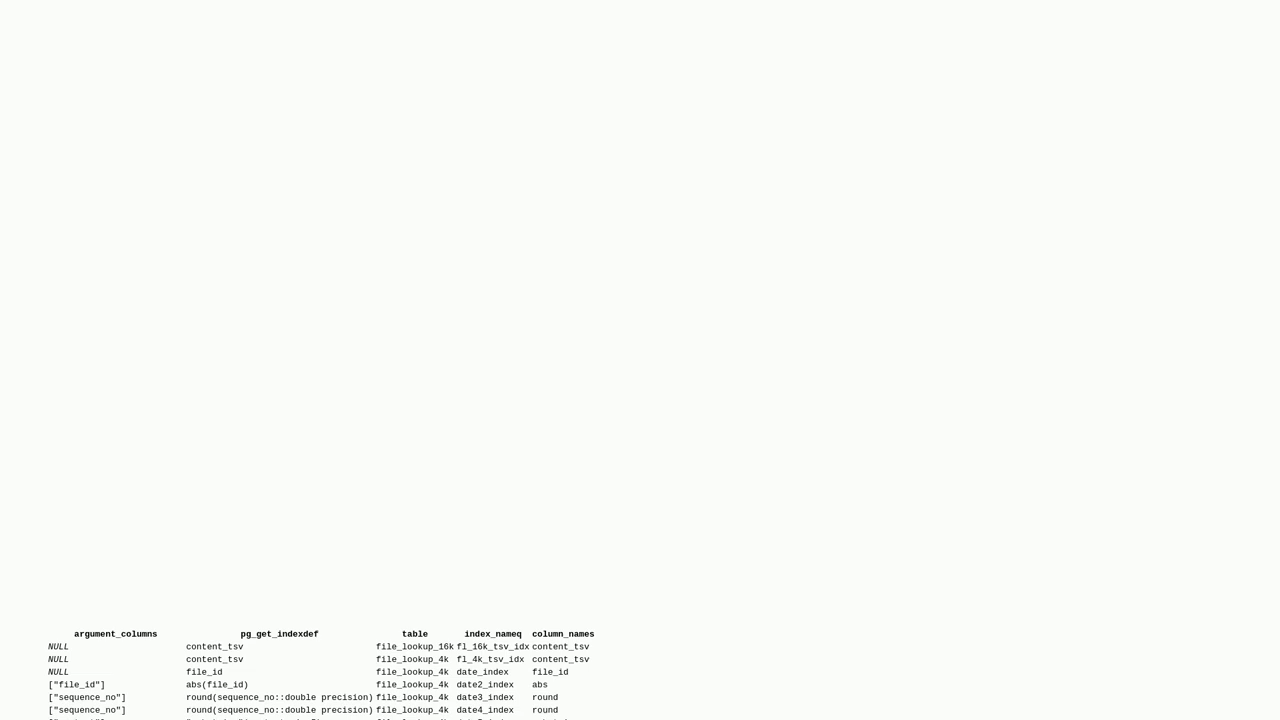 argument_columns pg_get_indexdef table index_nameq column_names
NULL content_tsv file_lookup_16k fl_16k_tsv_idx content_tsv
NULL content_tsv file_lookup_4k fl_4k_tsv_idx content_tsv
NULL file_id file_lookup_4k date_index file_id
["file_id"] abs(file_id) file_lookup_4k date2_index abs
["sequence_no"] round(sequence_no::double precision) file_lookup_4k date3_index round
["sequence_no"] round(sequence_no::double precision) file_lookup_4k date4_index round